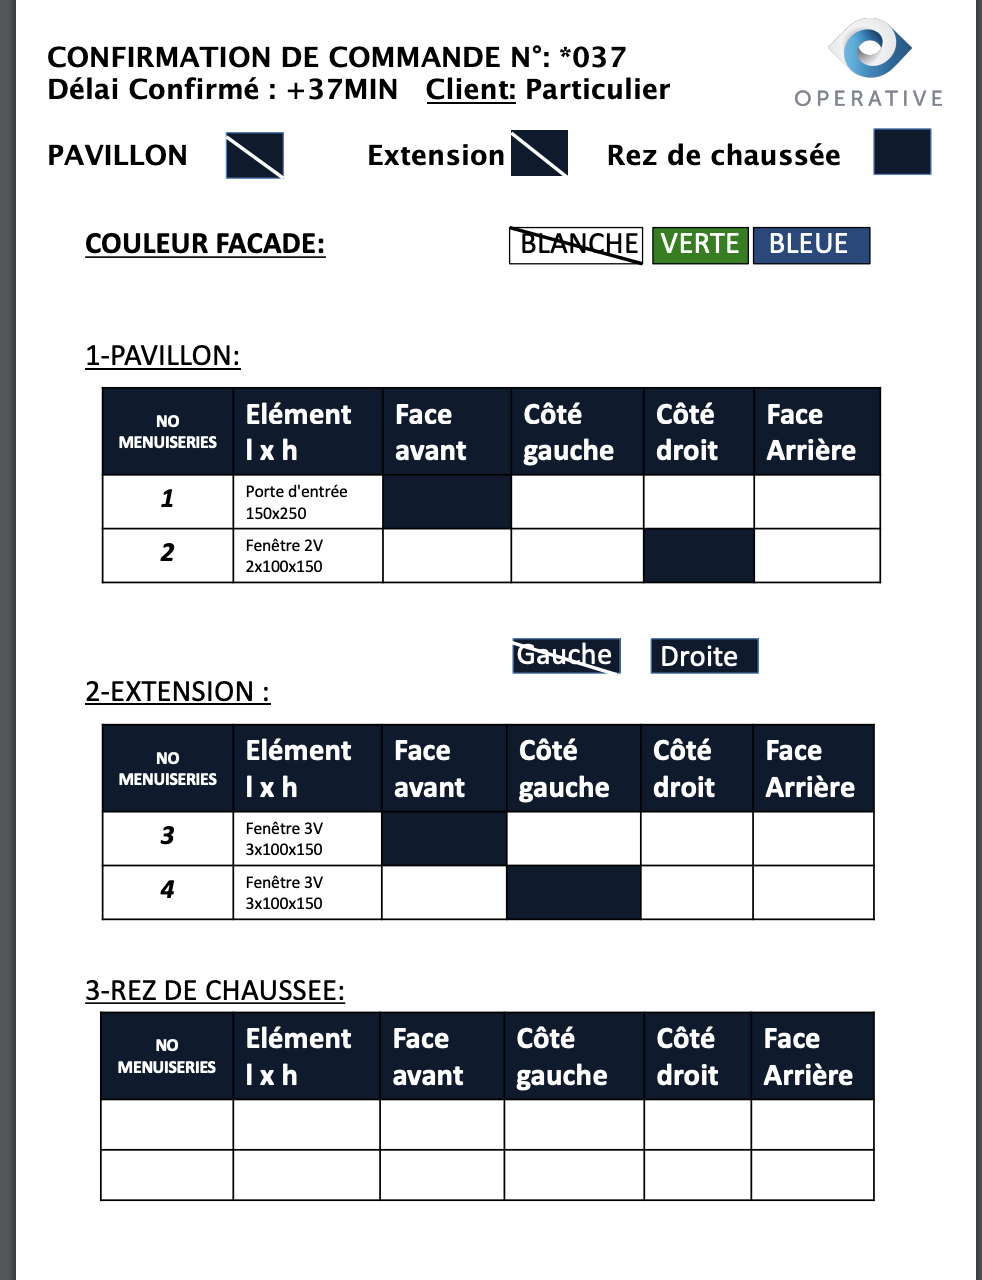 CONFIRMATION DE COMMANDE N°: *037
Délai Confirmé : +37MIN Client: Particulier
OPERATIVE
PAVILLON Extension Rez de chaussée
COULEUR FACADE: BLANCHE VERTE BLEUE
1-PAVILLON:
NO MENUISERIES Elément l x h Face avant Côté gauche Côté droit Face Arrière
1 Porte d'entrée 150x250
2 Fenêtre 2V 2x100x150
Gauche Droite
2-EXTENSION :
NO MENUISERIES Elément l x h Face avant Côté gauche Côté droit Face Arrière
3 Fenêtre 3V 3x100x150
4 Fenêtre 3V 3x100x150
3-REZ DE CHAUSSEE:
NO MENUISERIES Elément l x h Face avant Côté gauche Côté droit Face Arrière